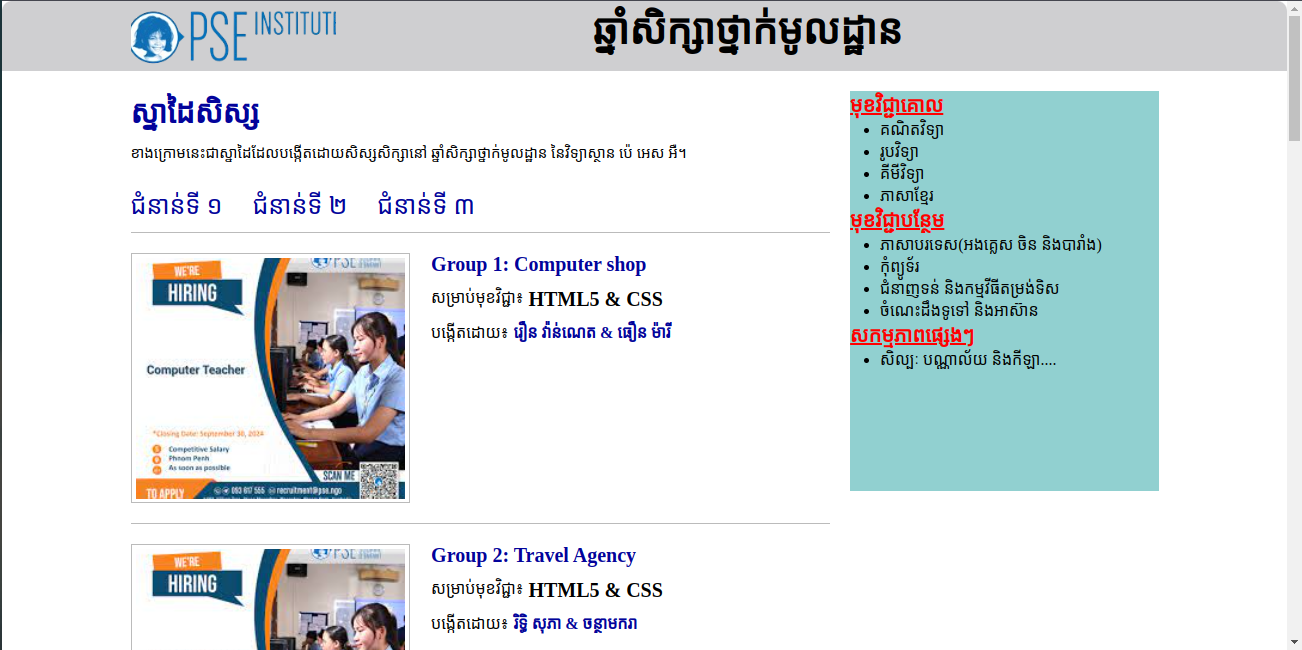 PSE INSTITUTI
ឆ្នាំសិក្សាថ្នាក់មូលដ្ឋាន
ស្នាដៃសិស្ស
ខាងក្រោមនេះជាស្នាដៃដែលបង្កើតដោយសិស្សសិក្សានៅ ឆ្នាំសិក្សាថ្នាក់មូលដ្ឋាន នៃវិទ្យាស្ថាន ប៉េ អេស អឺ។
ជំនាន់ទី ១ ជំនាន់ទី ២ ជំនាន់ទី ៣
WE'RE
HIRING
Computer Teacher
*Closing Date: September 30, 2024
Competitive Salary
Phnom Penh
As soon as possible
SCAN ME
TO APPLY
093 617 555 recruitment@pse.ngo
Group 1: Computer shop
សម្រាប់មុខវិជ្ជា៖ HTML5 & CSS
បង្កើតដោយ៖ រឿន វ៉ាន់ណេត & ធឿន ម៉ារី
WE'RE
HIRING
Group 2: Travel Agency
សម្រាប់មុខវិជ្ជា៖ HTML5 & CSS
បង្កើតដោយ៖ រិទ្ធិ សុភា & ចន្ថាមករា
មុខវិជ្ជាគោល
គណិតវិទ្យា
រូបវិទ្យា
គីមីវិទ្យា
ភាសាខ្មែរ
មុខវិជ្ជាបន្ថែម
ភាសាបរទេស(អងគ្លេស ចិន និងបារាំង)
កុំព្យូទ័រ
ជំនាញទន់ និងកម្មវីធីតម្រង់ទិស
ចំណេះដឹងទូទៅ និងអាស៊ាន
សកម្មភាពផ្សេងៗ
សិល្បៈ បណ្ណាល័យ និងកីឡា....